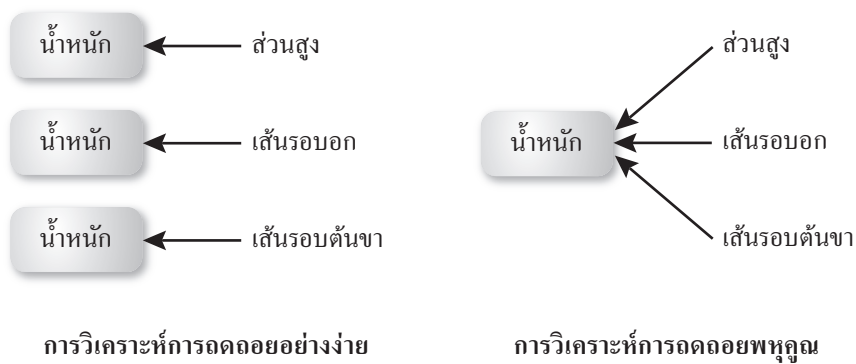 น้ำหนัก ส่วนสูง
น้ำหนัก เส้นรอบอก
น้ำหนัก เส้นรอบต้นขา
การวิเคราะห์การถดถอยอย่างง่าย
ส่วนสูง
น้ำหนัก เส้นรอบอก
เส้นรอบต้นขา
การวิเคราะห์การถดถอยพหุคูณ